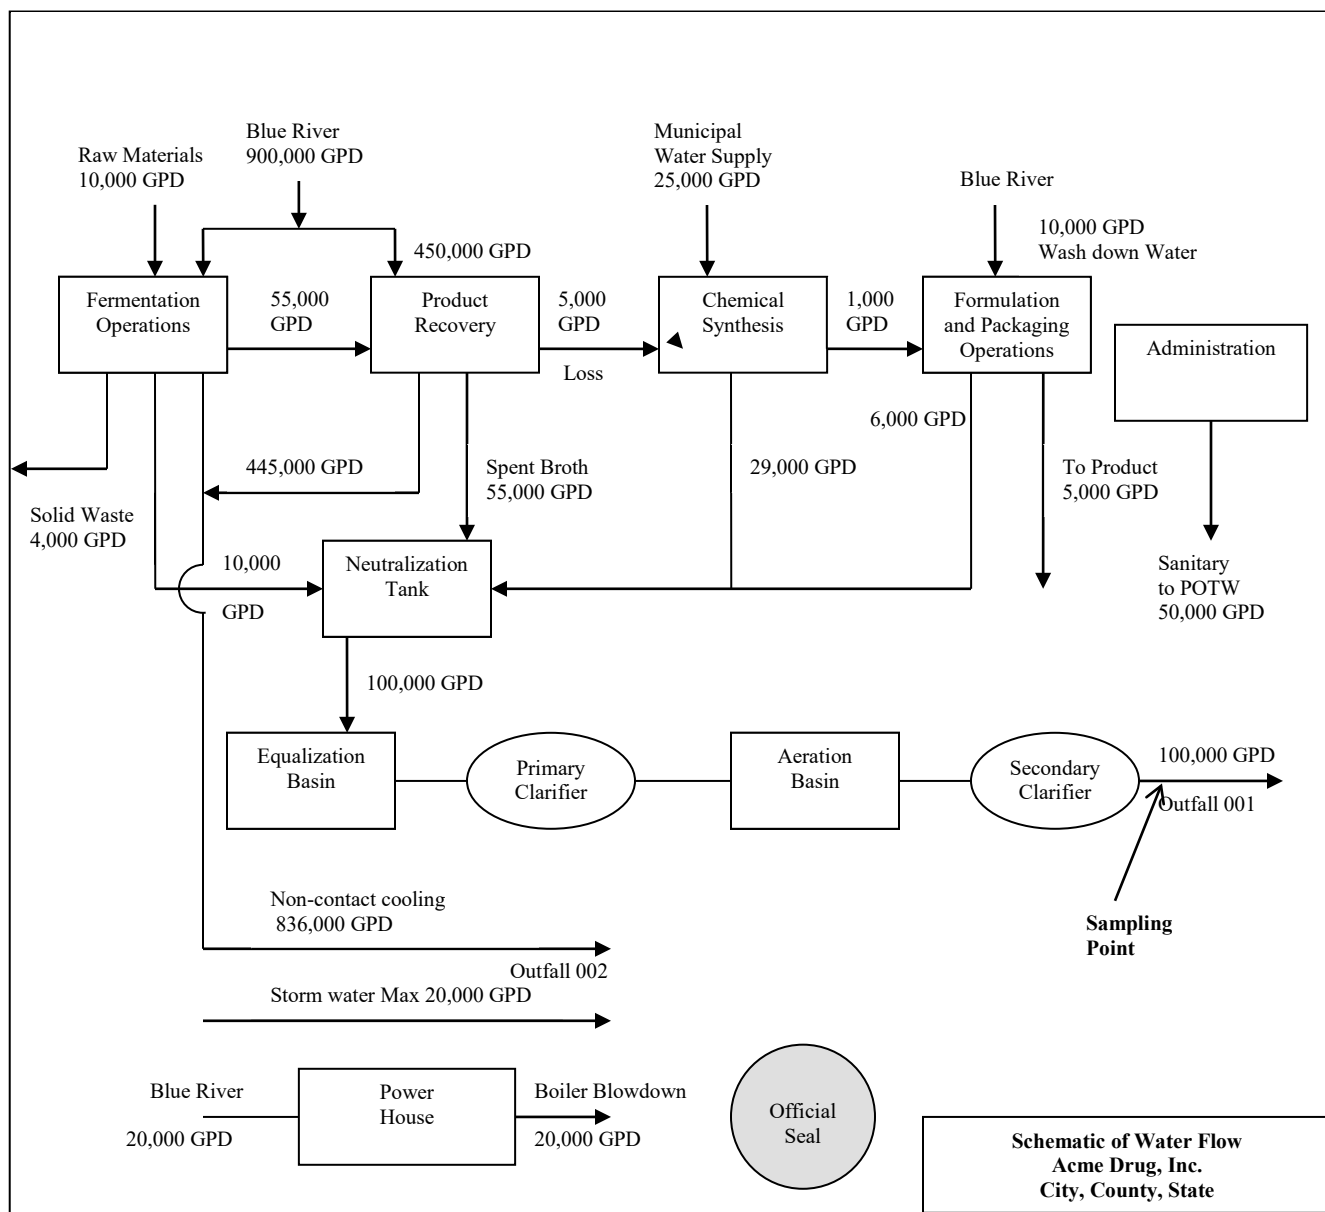 Blue River
900,000 GPD
Raw Materials
10,000 GPD
Municipal
Water Supply
25,000 GPD
Blue River
10,000 GPD
Wash down Water
450,000 GPD
Fermentation
Operations
55,000
GPD
Product
Recovery
5,000
GPD
Loss
Chemical
Synthesis
1,000
GPD
Formulation
and Packaging
Operations
Administration
6,000 GPD
445,000 GPD
Spent Broth
55,000 GPD
29,000 GPD
To Product
5,000 GPD
Solid Waste
4,000 GPD
10,000
GPD
Neutralization
Tank
Sanitary
to POTW
50,000 GPD
100,000 GPD
Equalization
Basin
Primary
Clarifier
Aeration
Basin
Secondary
Clarifier
100,000 GPD
Outfall 001
Sampling
Point
Non-contact cooling
836,000 GPD
Outfall 002
Storm water Max 20,000 GPD
Blue River
20,000 GPD
Power
House
Boiler Blowdown
20,000 GPD
Official
Seal
Schematic of Water Flow
Acme Drug, Inc.
City, County, State